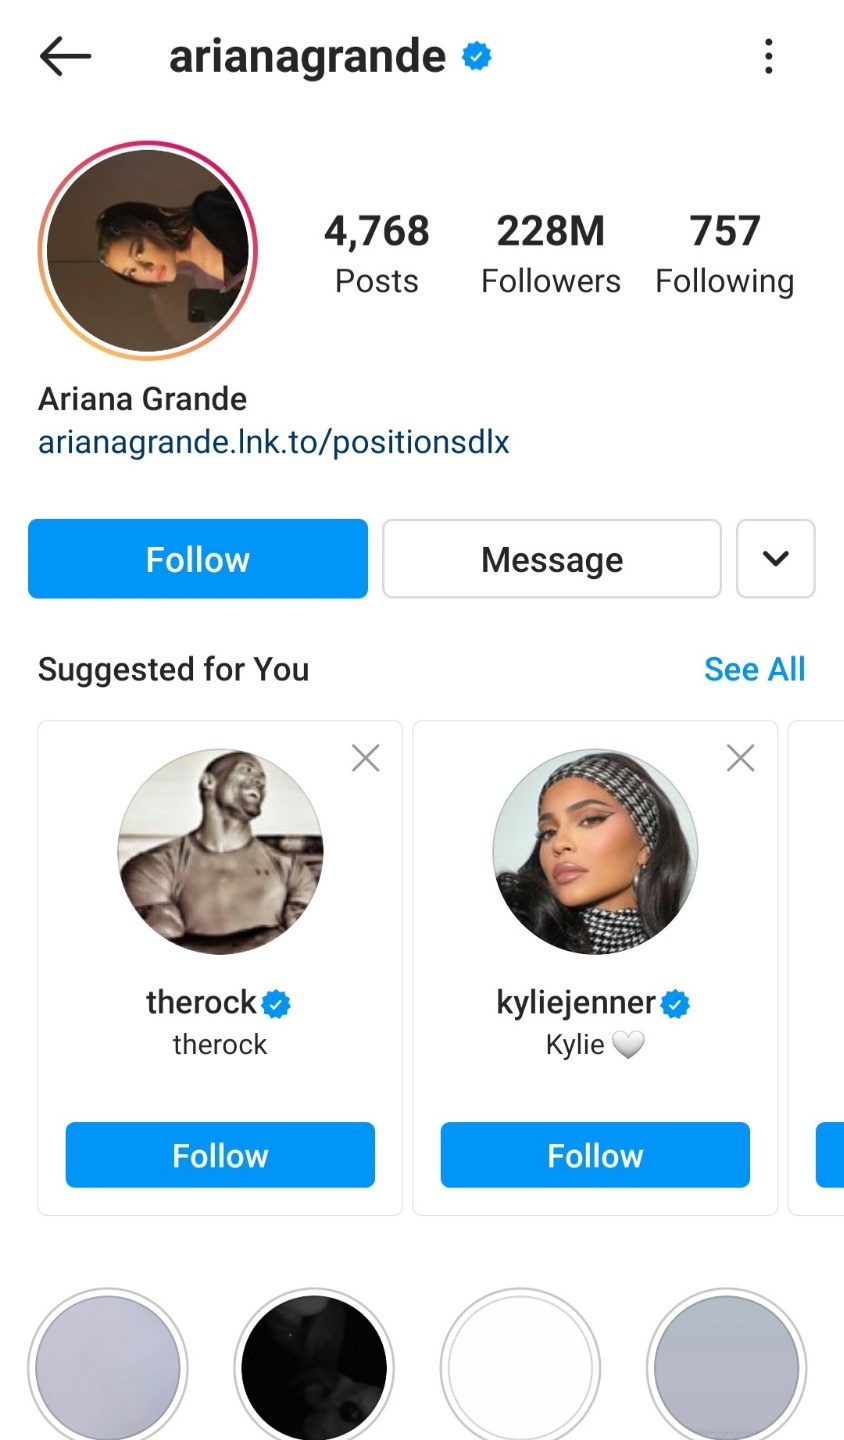 arianagrande
4,768 228M 757
Posts Followers Following
Ariana Grande
arianagrande.lnk.to/positionsdlx
Follow Message
Suggested for You See All
therock kyliejenner
therock Kylie 🤍
Follow Follow